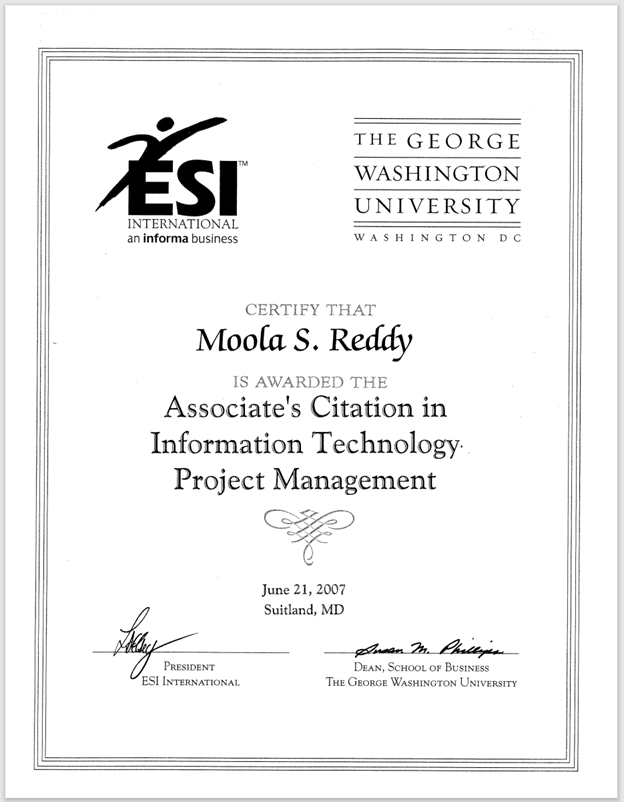 ESI™
INTERNATIONAL
an informa business
THE GEORGE
WASHINGTON
UNIVERSITY
WASHINGTON DC
CERTIFY THAT
Moola S. Reddy
IS AWARDED THE
Associate's Citation in
Information Technology
Project Management
June 21, 2007
Suitland, MD
Susan M. Phillips
PRESIDENT
ESI INTERNATIONAL
DEAN, SCHOOL OF BUSINESS
THE GEORGE WASHINGTON UNIVERSITY